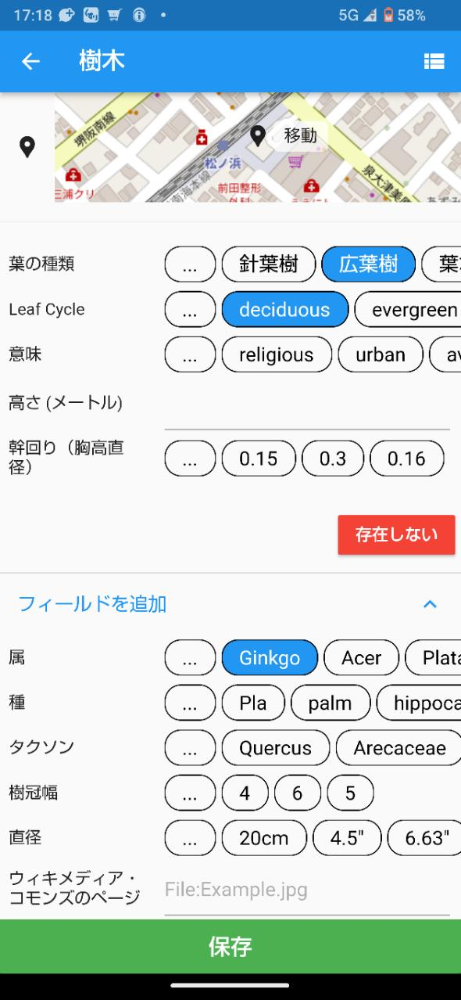 17:18 5G 58%
樹木
堺阪南線
移動
松ノ浜
南海本線
三浦クリ
前田整形
外科
泉大津美原
葉の種類 ... 針葉樹 広葉樹
Leaf Cycle ... deciduous evergreen
意味 ... religious urban
高さ (メートル)
幹回り（胸高直
径） ... 0.15 0.3 0.16
存在しない
フィールドを追加
属 ... Ginkgo Acer Plata
種 ... Pla palm hippoca
タクソン ... Quercus Arecaceae
樹冠幅 ... 4 6 5
直径 ... 20cm 4.5" 6.63"
ウィキメディア・
コモンズのページ File:Example.jpg
保存